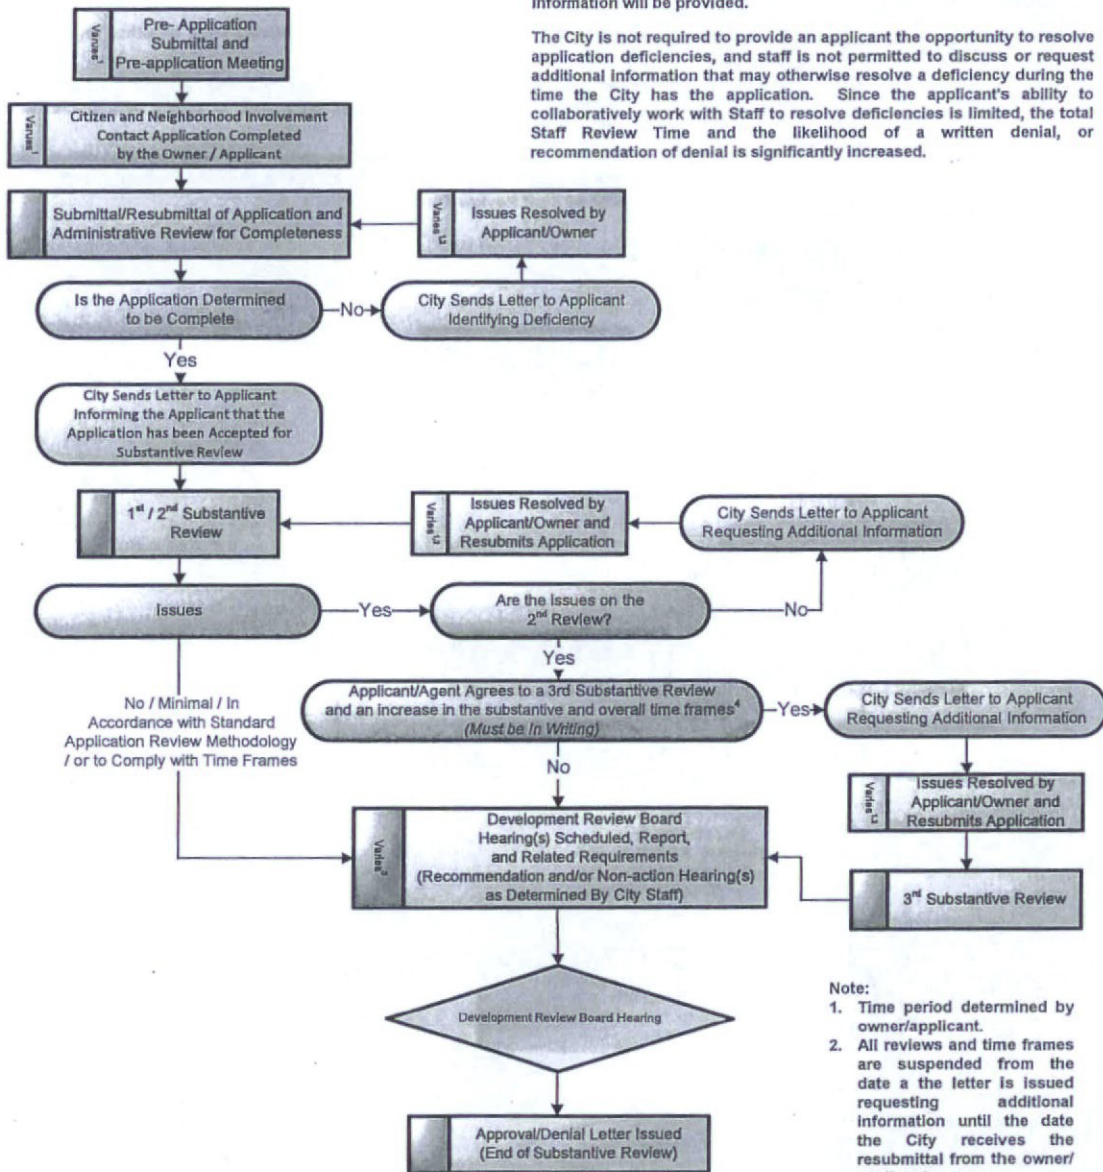 Information will be provided.
The City is not required to provide an applicant the opportunity to resolve
application deficiencies, and staff is not permitted to discuss or request
additional information that may otherwise resolve a deficiency during the
time the City has the application. Since the applicant's ability to
collaboratively work with Staff to resolve deficiencies is limited, the total
Staff Review Time and the likelihood of a written denial, or
recommendation of denial is significantly increased.
Varies¹
Pre- Application
Submittal and
Pre-application Meeting
Varies¹
Citizen and Neighborhood Involvement
Contact Application Completed
by the Owner / Applicant
Submittal/Resubmittal of Application and
Administrative Review for Completeness
Varies¹,²
Issues Resolved by
Applicant/Owner
Is the Application Determined
to be Complete
No
City Sends Letter to Applicant
Identifying Deficiency
Yes
City Sends Letter to Applicant
Informing the Applicant that the
Application has been Accepted for
Substantive Review
1st / 2nd Substantive
Review
Varies¹,²
Issues Resolved by
Applicant/Owner and
Resubmits Application
City Sends Letter to Applicant
Requesting Additional Information
Issues
Yes
Are the Issues on the
2nd Review?
No
Yes
No / Minimal / In
Accordance with Standard
Application Review Methodology
/ or to Comply with Time Frames
Applicant/Agent Agrees to a 3rd Substantive Review
and an increase in the substantive and overall time frames⁴
(Must be In Writing)
Yes
City Sends Letter to Applicant
Requesting Additional Information
No
Varies¹,²
Issues Resolved by
Applicant/Owner and
Resubmits Application
Varies³
Development Review Board
Hearing(s) Scheduled, Report,
and Related Requirements
(Recommendation and/or Non-action Hearing(s)
as Determined By City Staff)
3rd Substantive Review
Development Review Board Hearing
Approval/Denial Letter Issued
(End of Substantive Review)
Note:
1. Time period determined by
owner/applicant.
2. All reviews and time frames
are suspended from the
date a the letter is issued
requesting additional
information until the date
the City receives the
resubmittal from the owner/